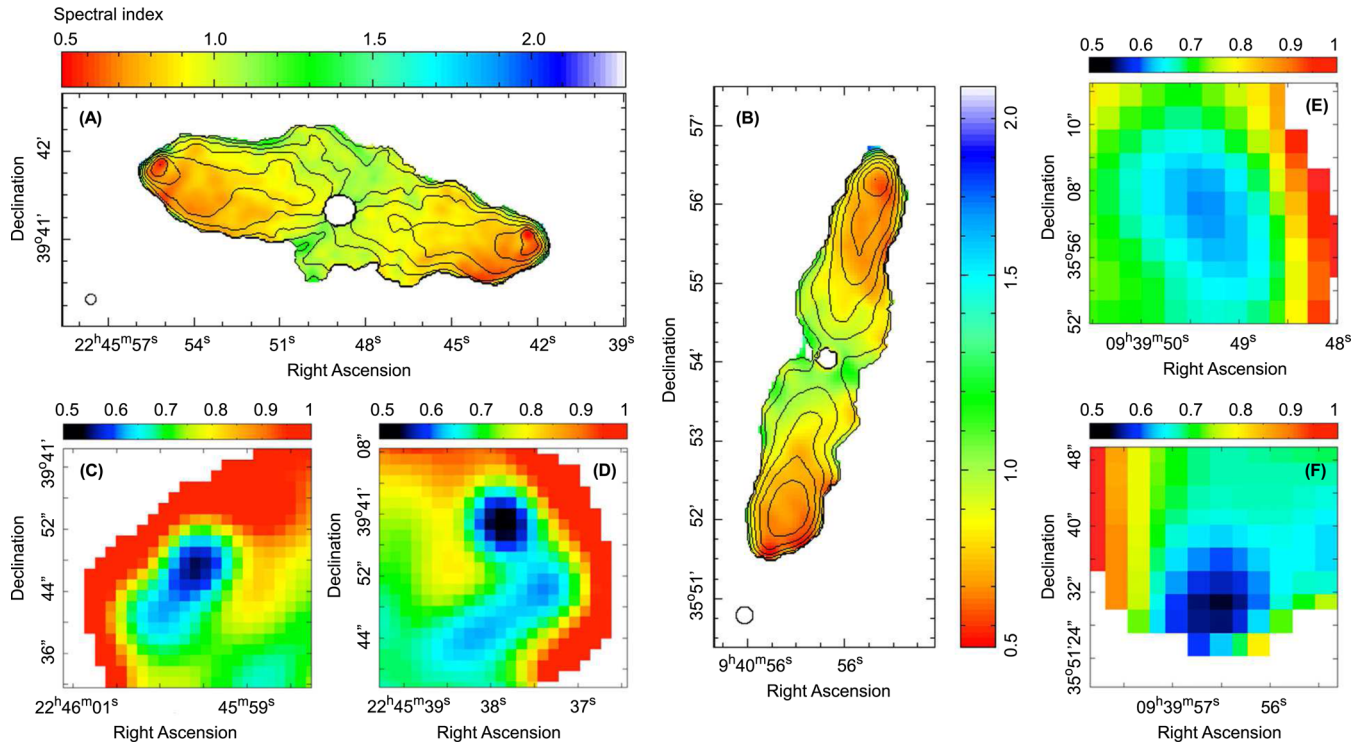 Spectral index
0.5 1.0 1.5 2.0
(A)
Declination
42'
39°41'
22ʰ45ᵐ57ˢ 54ˢ 51ˢ 48ˢ 45ˢ 42ˢ 39ˢ
Right Ascension
(B)
Declination
57'
56'
55'
54'
53'
52'
35°51'
9ʰ40ᵐ56ˢ 56ˢ
Right Ascension
2.0
1.5
1.0
0.5
0.5 0.6 0.7 0.8 0.9 1
(C)
Declination
39°41'
52"
44"
36"
22ʰ46ᵐ01ˢ 45ˢ59ˢ
Right Ascension
0.5 0.6 0.7 0.8 0.9 1
(D)
Declination
08"
39°41'
52"
44"
22ʰ45ᵐ39ˢ 38ˢ 37ˢ
Right Ascension
0.5 0.6 0.7 0.8 0.9 1
(E)
Declination
10"
08"
35°56'
52'
09ʰ39ᵐ50ˢ 49ˢ 48ˢ
Right Ascension
0.5 0.6 0.7 0.8 0.9 1
(F)
Declination
48"
40"
32"
35°51'24"
09ʰ39ᵐ57ˢ 56ˢ
Right Ascension